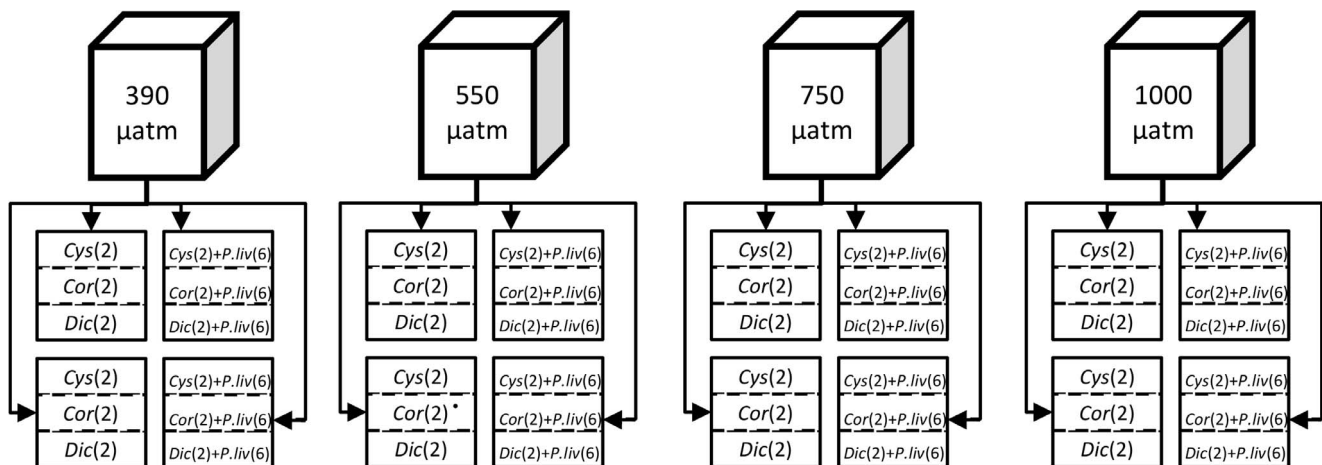 390
µatm
550
µatm
750
µatm
1000
µatm
Cys(2)
Cor(2)
Dic(2)
Cys(2)+P.liv(6)
Cor(2)+P.liv(6)
Dic(2)+P.liv(6)
Cys(2)
Cor(2)
Dic(2)
Cys(2)+P.liv(6)
Cor(2)+P.liv(6)
Dic(2)+P.liv(6)
Cys(2)
Cor(2)
Dic(2)
Cys(2)+P.liv(6)
Cor(2)+P.liv(6)
Dic(2)+P.liv(6)
Cys(2)
Cor(2)
Dic(2)
Cys(2)+P.liv(6)
Cor(2)+P.liv(6)
Dic(2)+P.liv(6)
Cys(2)
Cor(2)
Dic(2)
Cys(2)+P.liv(6)
Cor(2)+P.liv(6)
Dic(2)+P.liv(6)
Cys(2)
Cor(2)
Dic(2)
Cys(2)+P.liv(6)
Cor(2)+P.liv(6)
Dic(2)+P.liv(6)
Cys(2)
Cor(2)
Dic(2)
Cys(2)+P.liv(6)
Cor(2)+P.liv(6)
Dic(2)+P.liv(6)
Cys(2)
Cor(2)
Dic(2)
Cys(2)+P.liv(6)
Cor(2)+P.liv(6)
Dic(2)+P.liv(6)